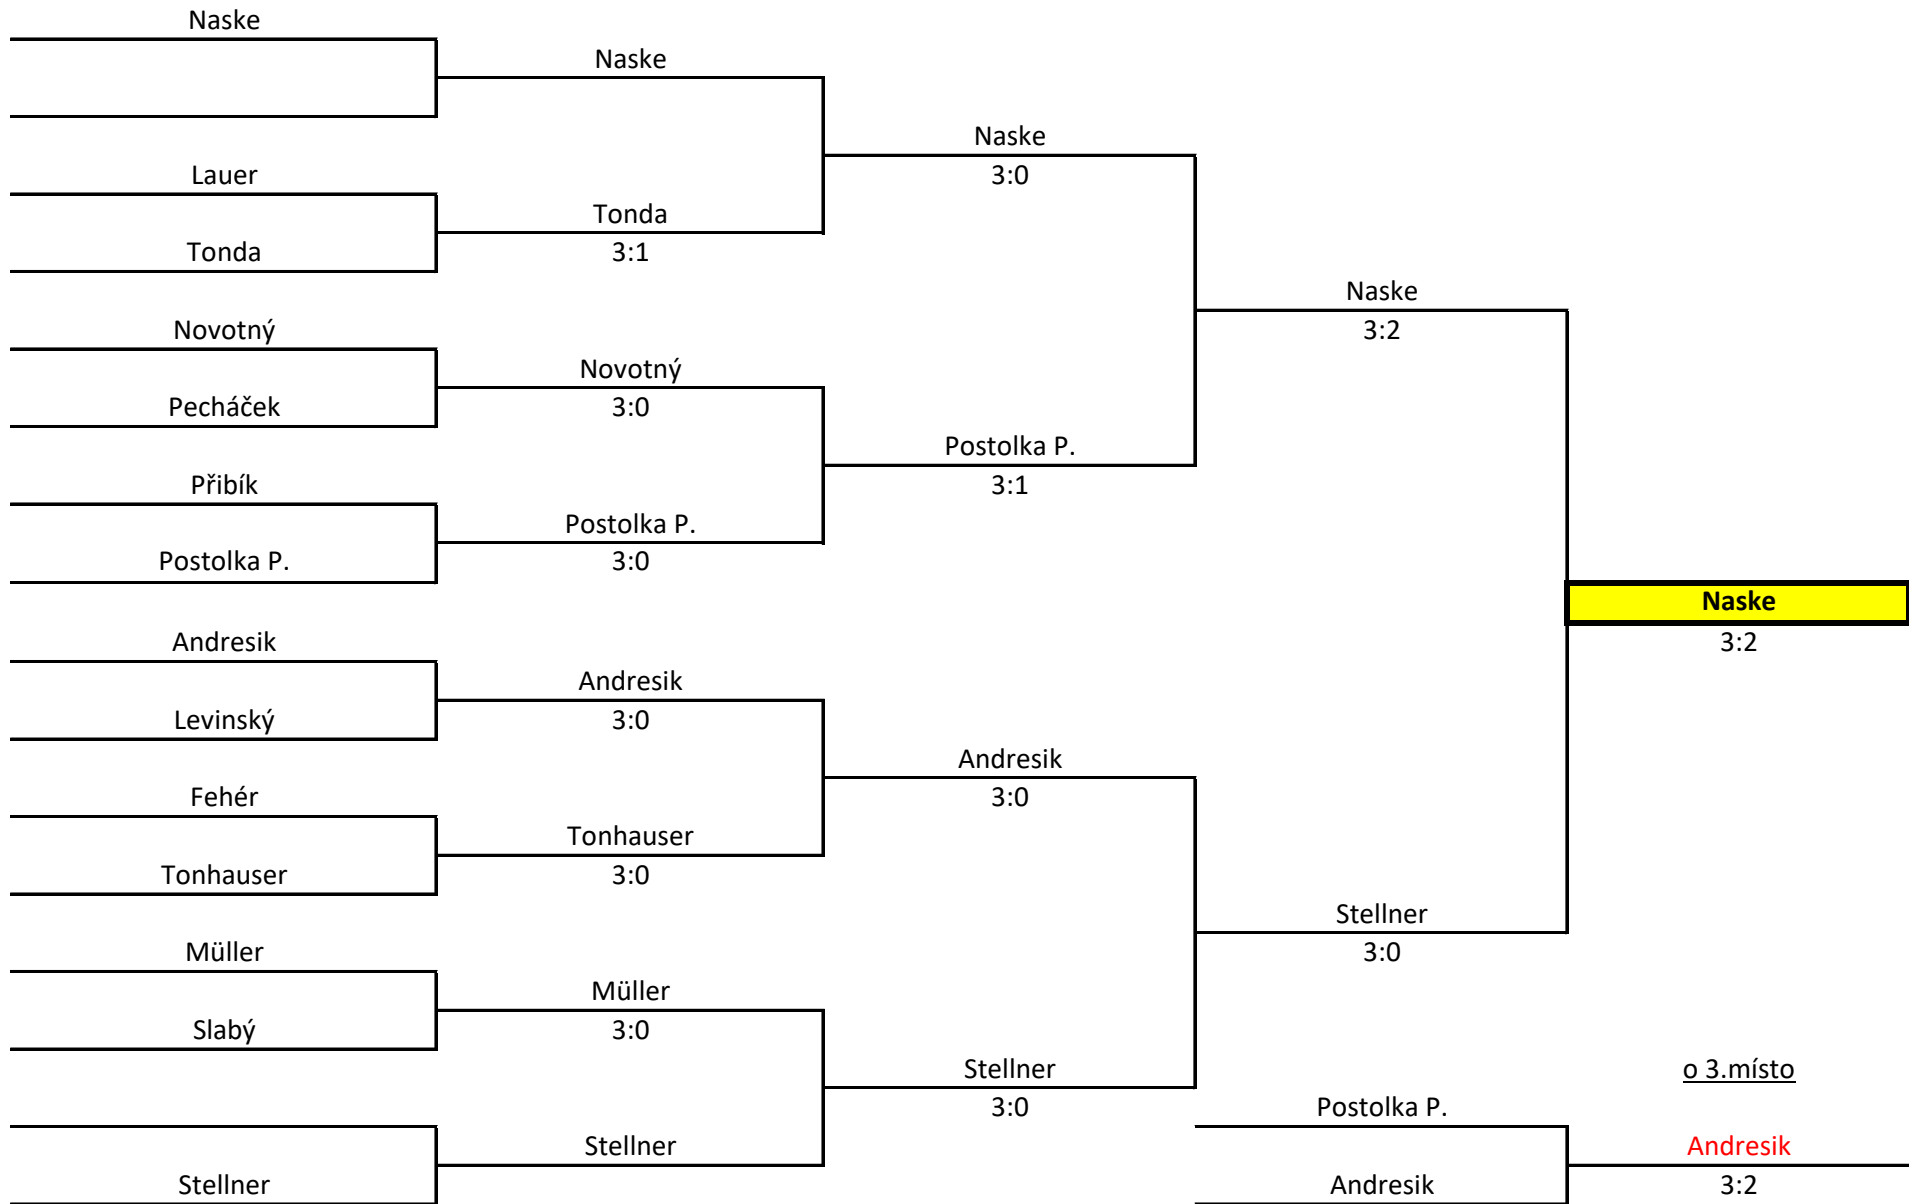 Naske
Naske
Naske
3:0
Lauer
Tonda
Tonda
3:1
Naske
3:2
Novotný
Novotný
Pecháček
3:0
Postolka P.
3:1
Přibík
Postolka P.
Postolka P.
3:0
Naske
3:2
Andresik
Andresik
Levinský
3:0
Andresik
3:0
Fehér
Tonhauser
Tonhauser
3:0
Stellner
3:0
Müller
Müller
Slabý
3:0
Stellner
3:0
o 3.místo
Postolka P.
Stellner
Andresik
Stellner
Andresik
3:2